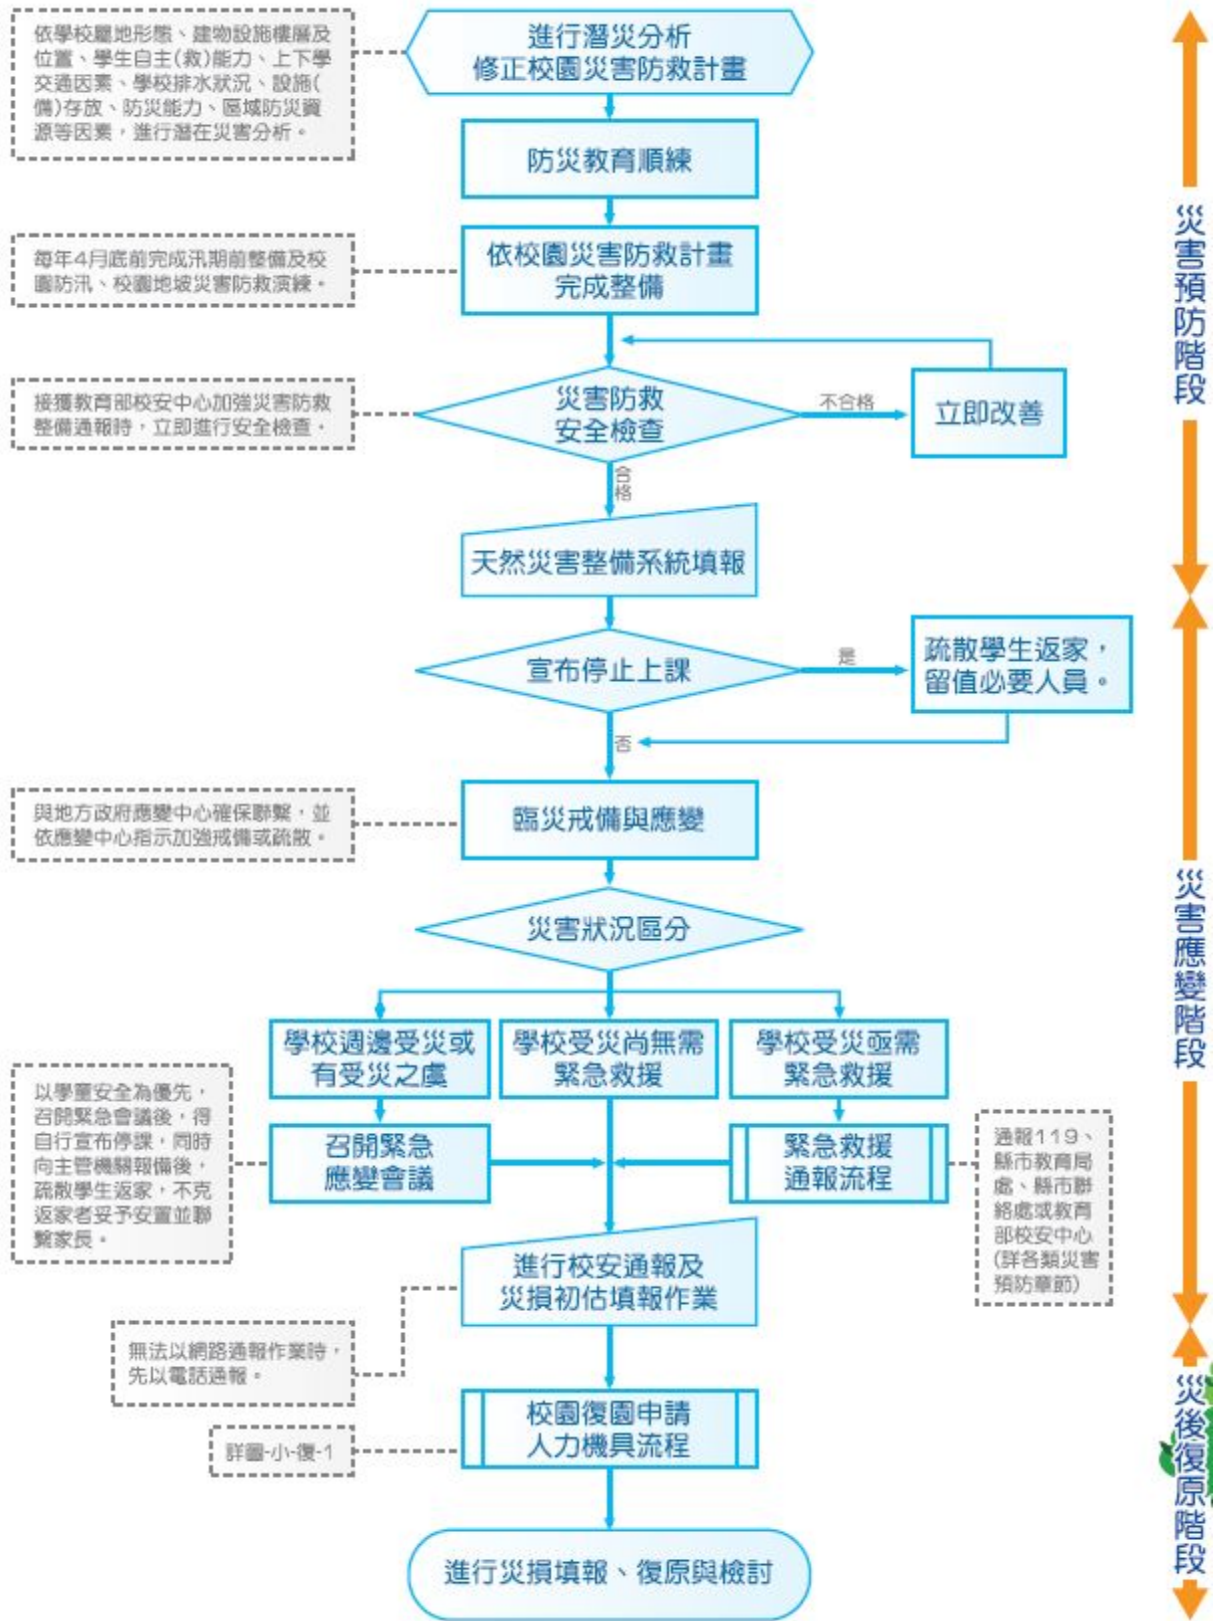 依學校屬地形態、建物設施樓層及
位置、學生自主(救)能力、上下學
交通因素、學校排水狀況、設施(
備)存放、防災能力、區域防災資
源等因素，進行潛在災害分析。
進行潛災分析
修正校園災害防救計畫
防災教育順練
每年4月底前完成汛期前整備及校
園防汛、校園地坡災害防救演練。
依校園災害防救計畫
完成整備
接獲教育部校安中心加強災害防救
整備通報時，立即進行安全檢查。
災害防救
安全檢查
不合格
立即改善
合格
天然災害整備系統填報
災害預防階段
宣布停止上課
是
疏散學生返家，
留值必要人員。
否
與地方政府應變中心確保聯繫，並
依應變中心指示加強戒備或疏散。
臨災戒備與應變
災害狀況區分
學校週邊受災或
有受災之虞
學校受災尚無需
緊急救援
學校受災亟需
緊急救援
以學童安全為優先，
召開緊急會議後，得
自行宣布停課，同時
向主管機關報備後，
疏散學生返家，不克
返家者妥予安置並聯
繫家長。
召開緊急
應變會議
緊急救援
通報流程
通報119、
縣市教育局
處、縣市聯
絡處或教育
部校安中心
(詳各類災害
預防章節)
災害應變階段
進行校安通報及
災損初估填報作業
無法以網路通報作業時，
先以電話通報。
校園復園申請
人力機具流程
詳圖-小-復-1
進行災損填報、復原與檢討
災後復原階段